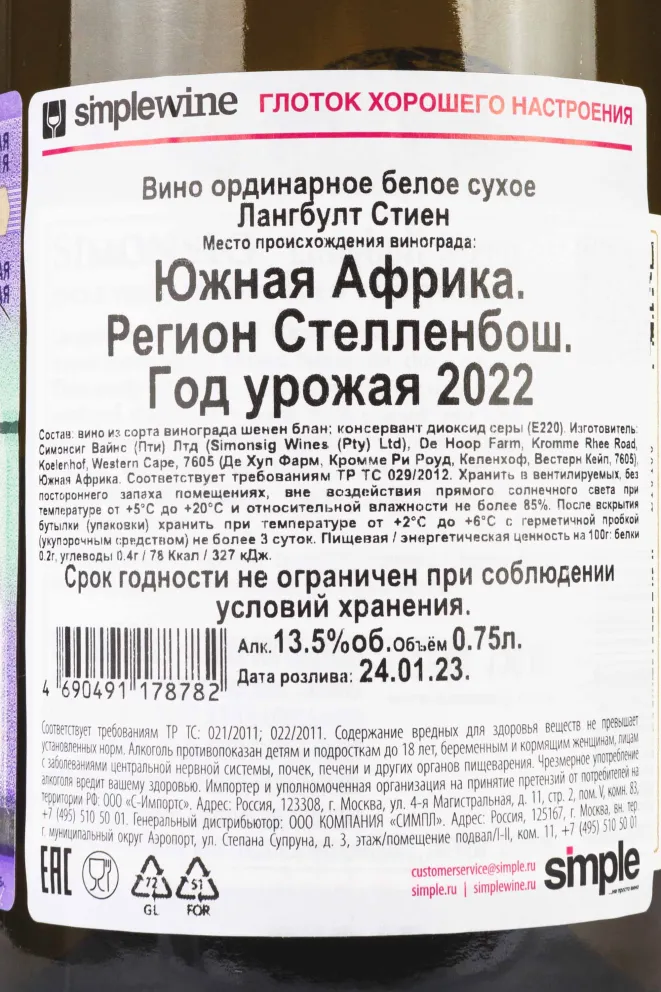 simplewine ГЛОТОК ХОРОШЕГО НАСТРОЕНИЯ
Вино ординарное белое сухое
Лангбулт Стиен
Место происхождения винограда:
Южная Африка.
Регион Стелленбош.
Год урожая 2022
Состав: вино из сорта винограда шенен блан; консервант диоксид серы (Е220). Изготовитель:
Симонсиг Вайнс (Пти) Лтд (Simonsig Wines (Pty) Ltd), De Hoop Farm, Kromme Rhee Road,
Koelenhof, Western Cape, 7605 (Де Хуп Фарм, Кромме Ри Роуд, Келенхоф, Вестерн Кейп, 7605),
Южная Африка. Соответствует требованиям ТР ТС 029/2012. Хранить в вентилируемых, без
постороннего запаха помещениях, вне воздействия прямого солнечного света при
температуре от +5°С до +20°С и относительной влажности не более 85%. После вскрытия
бутылки (упаковки) хранить при температуре от +2°С до +6°С с герметичной пробкой
(укупорочным средством) не более 3 суток. Пищевая / энергетическая ценность на 100г: белки
0.2г, углеводы 0.4г / 78 Ккал / 327 кДж.
Срок годности не ограничен при соблюдении
условий хранения.
Алк. 13.5%об. Объём 0.75л.
Дата розлива: 24.01.23.
4 690491 178782
Соответствует требованиям ТР ТС: 021/2011; 022/2011. Содержание вредных для здоровья веществ не превышает
установленных норм. Алкоголь противопоказан детям и подросткам до 18 лет, беременным и кормящим женщинам, лицам
с заболеваниями центральной нервной системы, почек, печени и других органов пищеварения. Чрезмерное употребление
алкоголя вредит вашему здоровью. Импортер и уполномоченная организация на принятие претензий от потребителей на
территории РФ: ООО «С-Импортс». Адрес: Россия, 123308, г. Москва, ул. 4-я Магистральная, д. 11, стр. 2, пом. V, комн. 83,
+7 (495) 510 50 01. Генеральный дистрибьютор: ООО КОМПАНИЯ «СИМПЛ». Адрес: Россия, 125167, г. Москва, вн. тер.
г. муниципальный округ Аэропорт, ул. Степана Супруна, д. 3, этаж/помещение подвал/I-II, ком. 11, +7 (495) 510 50 01
EAC
72
GL
51
FOR
customerservice@simple.ru
simple.ru | simplewine.ru
simple
...не просто вино